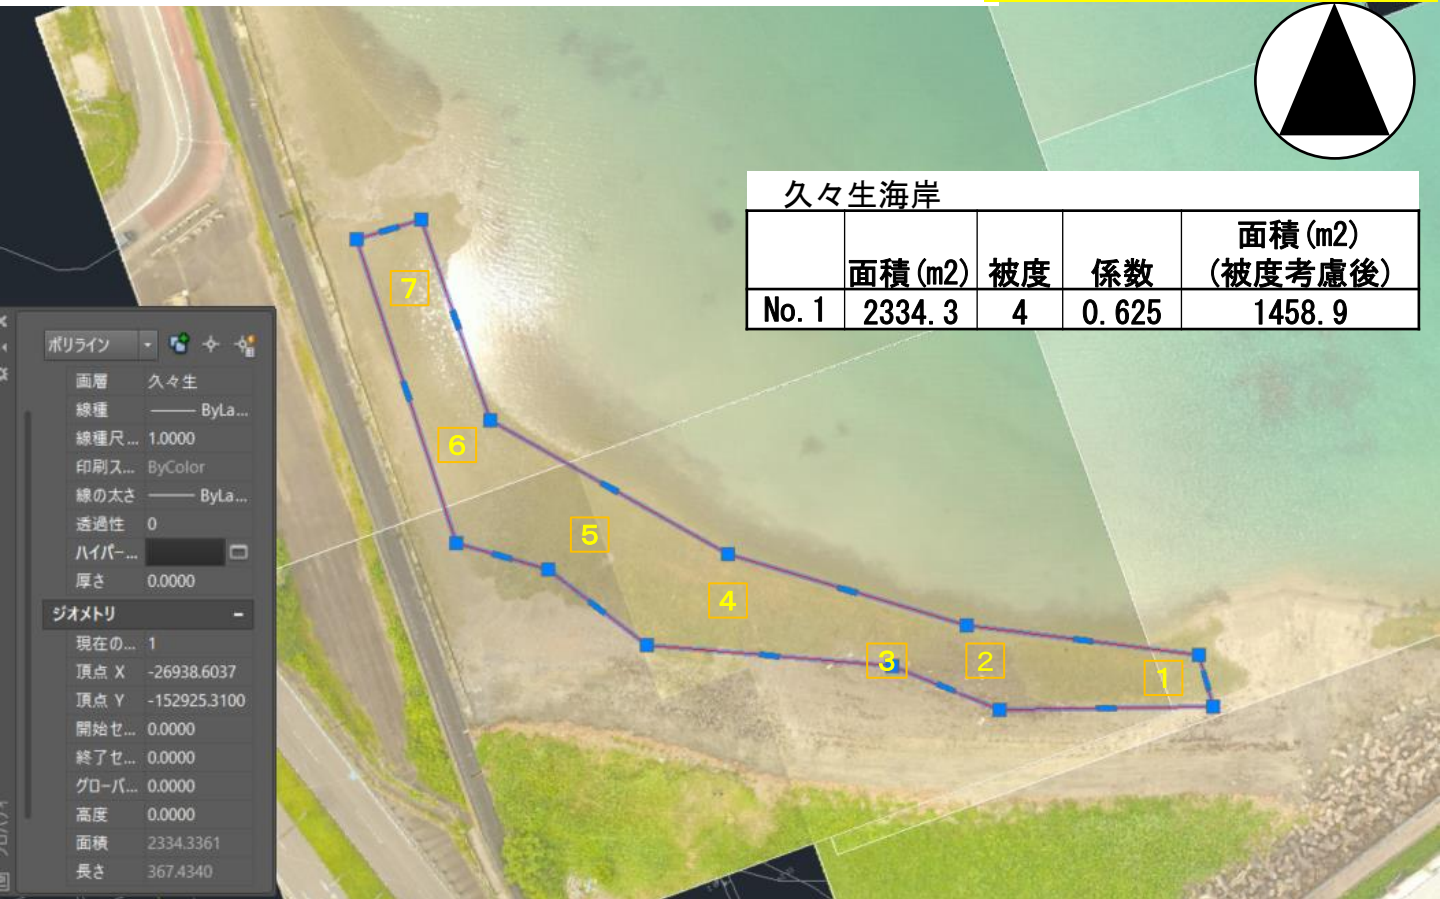 久々生海岸
面積(m2) 被度 係数 面積(m2)(被度考慮後)
No.1 2334.3 4 0.625 1458.9
7
6
5
4
3
2
1
ポリライン
画層 久々生
線種 ByLa...
線種尺... 1.0000
印刷ス... ByColor
線の太さ ByLa...
透過性 0
ハイパー...
厚さ 0.0000
ジオメトリ
現在の... 1
頂点 X -26938.6037
頂点 Y -152925.3100
開始セ... 0.0000
終了セ... 0.0000
グローバ... 0.0000
高度 0.0000
面積 2334.3361
長さ 367.4340